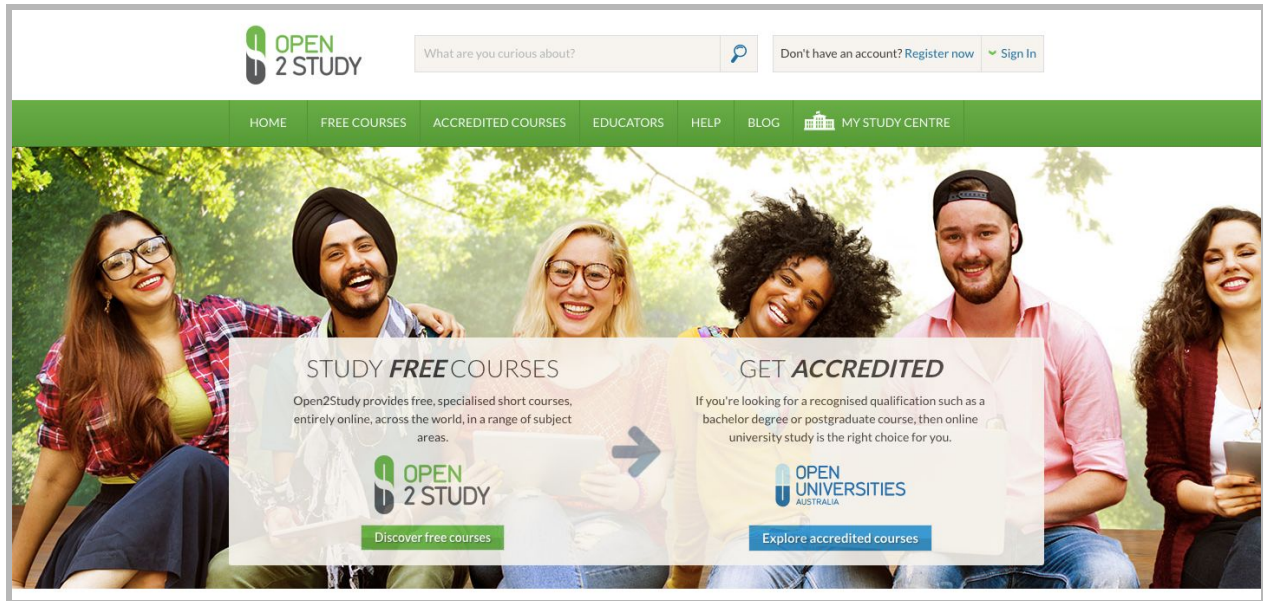 OPEN
2 STUDY
What are you curious about?
Don't have an account? Register now
Sign In
HOME
FREE COURSES
ACCREDITED COURSES
EDUCATORS
HELP
BLOG
MY STUDY CENTRE
STUDY FREE COURSES
Open2Study provides free, specialised short courses,
entirely online, across the world, in a range of subject
areas.
OPEN
2 STUDY
Discover free courses
GET ACCREDITED
If you're looking for a recognised qualification such as a
bachelor degree or postgraduate course, then online
university study is the right choice for you.
OPEN
UNIVERSITIES
AUSTRALIA
Explore accredited courses